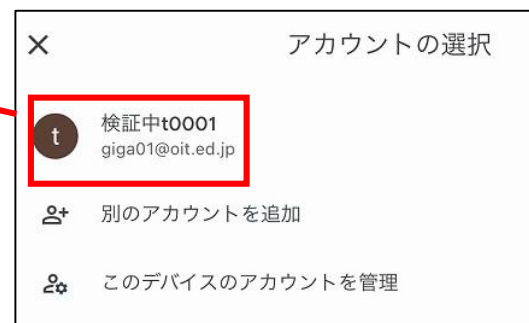 アカウントの選択
t
検証中t0001
giga01@oit.ed.jp
別のアカウントを追加
このデバイスのアカウントを管理